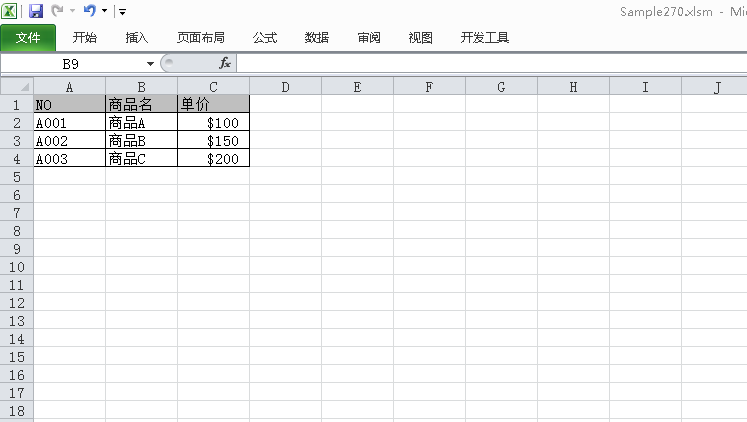 Sample270.xlsm - Mi
文件 开始 插入 页面布局 公式 数据 审阅 视图 开发工具
B9 fx
A B C D E F G H I J
1 NO 商品名 单价
2 A001 商品A $100
3 A002 商品B $150
4 A003 商品C $200
5
6
7
8
9
10
11
12
13
14
15
16
17
18